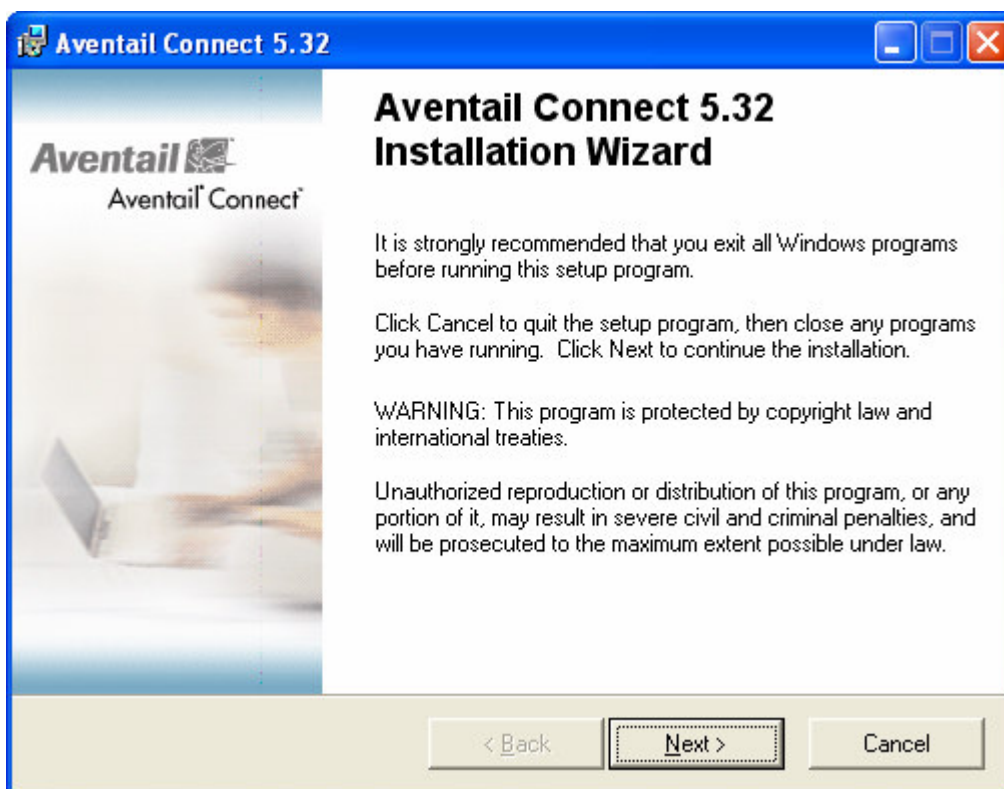 Aventail Connect 5.32
Aventail
Aventail Connect
Aventail Connect 5.32
Installation Wizard
It is strongly recommended that you exit all Windows programs
before running this setup program.
Click Cancel to quit the setup program, then close any programs
you have running.  Click Next to continue the installation.
WARNING: This program is protected by copyright law and
international treaties.
Unauthorized reproduction or distribution of this program, or any
portion of it, may result in severe civil and criminal penalties, and
will be prosecuted to the maximum extent possible under law.
< Back
Next >
Cancel